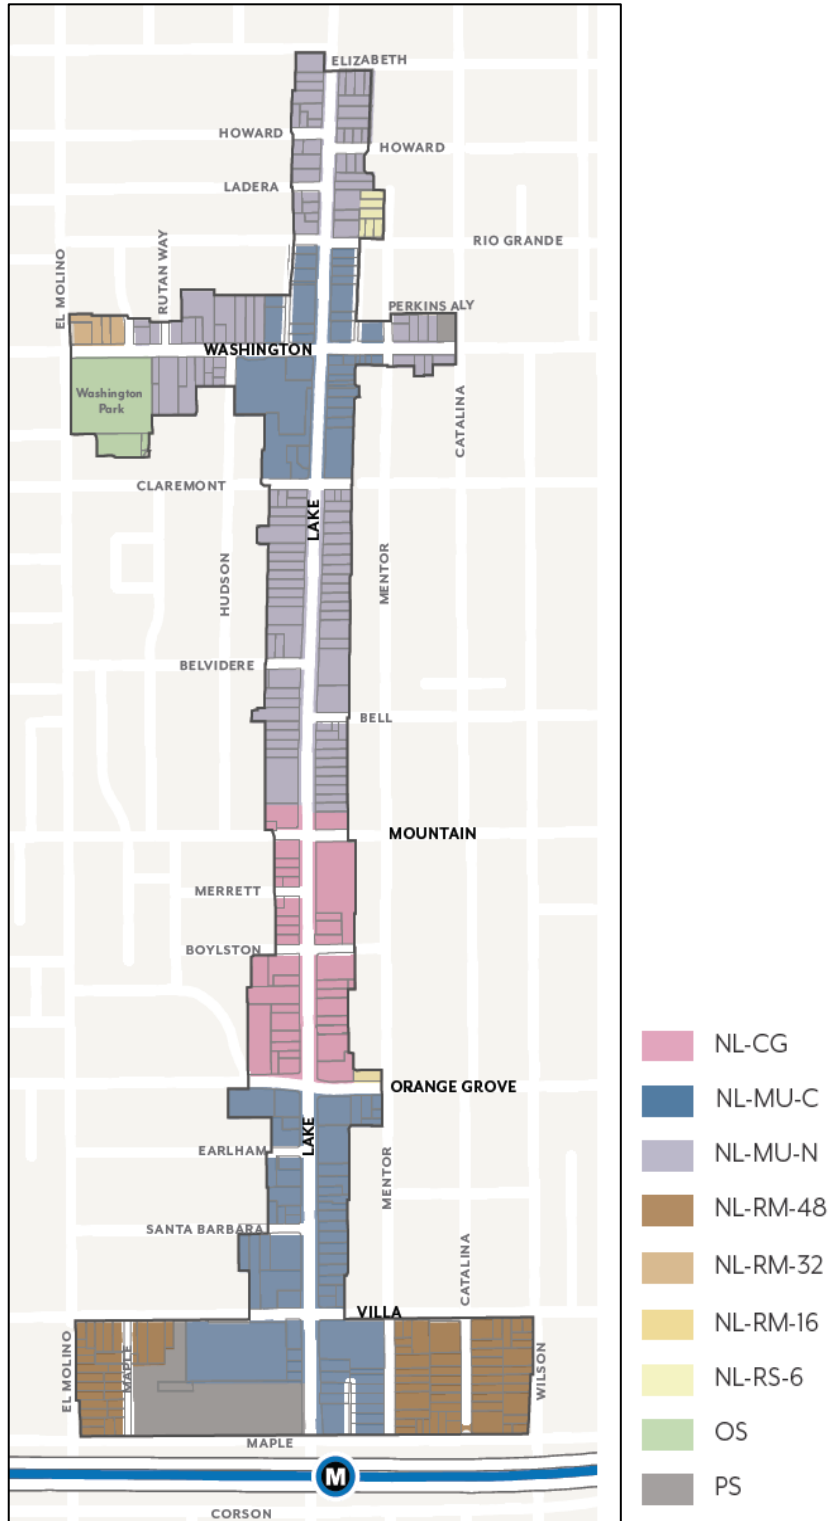 ELIZABETH
HOWARD
HOWARD
LADERA
RIO GRANDE
EL MOLINO
RUTAN WAY
PERKINS ALY
WASHINGTON
Washington
Park
CATALINA
CLAREMONT
LAKE
HUDSON
MENTOR
BELVIDERE
BELL
MOUNTAIN
MERRETT
BOYLSTON
ORANGE GROVE
LAKE
EARLHAM
MENTOR
SANTA BARBARA
CATALINA
VILLA
EL MOLINO
MAPLE
WILSON
MAPLE
M
CORSON
NL-CG
NL-MU-C
NL-MU-N
NL-RM-48
NL-RM-32
NL-RM-16
NL-RS-6
OS
PS